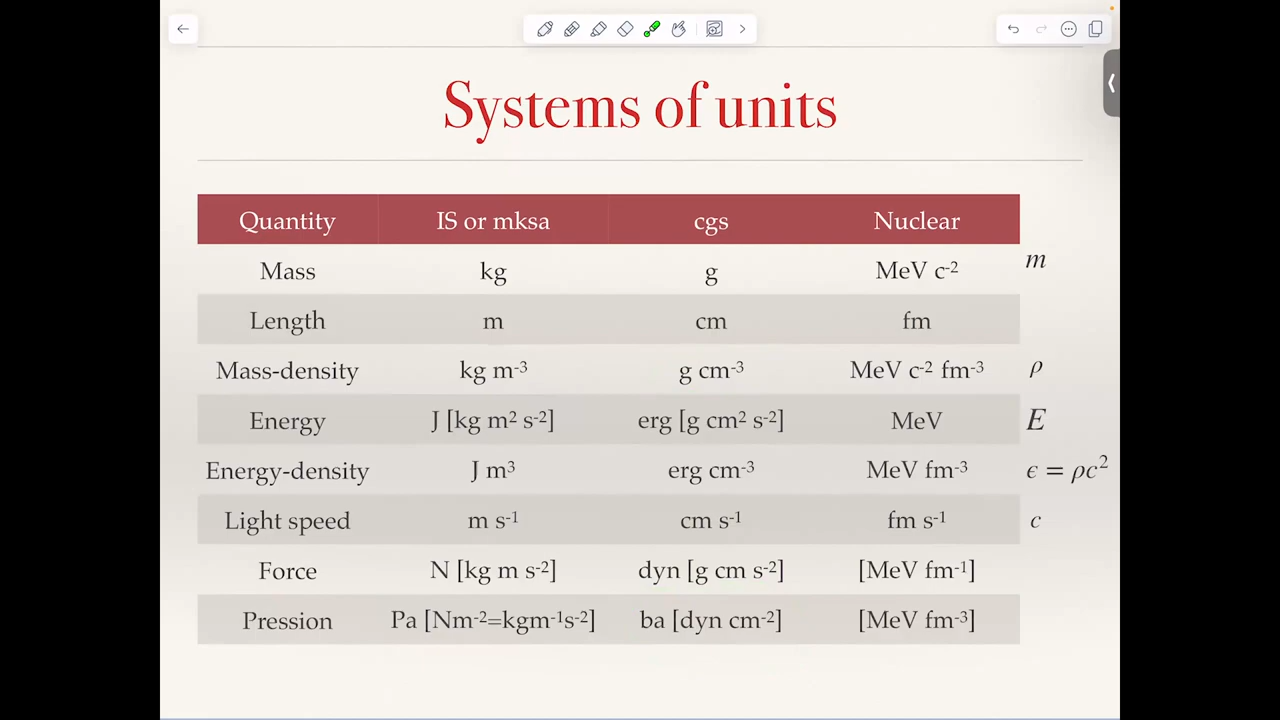 Systems of units
Quantity IS or mksa cgs Nuclear
Mass kg g MeV c-2 m
Length m cm fm
Mass-density kg m-3 g cm-3 MeV c-2 fm-3 ρ
Energy J [kg m2 s-2] erg [g cm2 s-2] MeV E
Energy-density J m3 erg cm-3 MeV fm-3 ϵ = ρc2
Light speed m s-1 cm s-1 fm s-1 c
Force N [kg m s-2] dyn [g cm s-2] [MeV fm-1]
Pression Pa [Nm-2=kgm-1s-2] ba [dyn cm-2] [MeV fm-3]